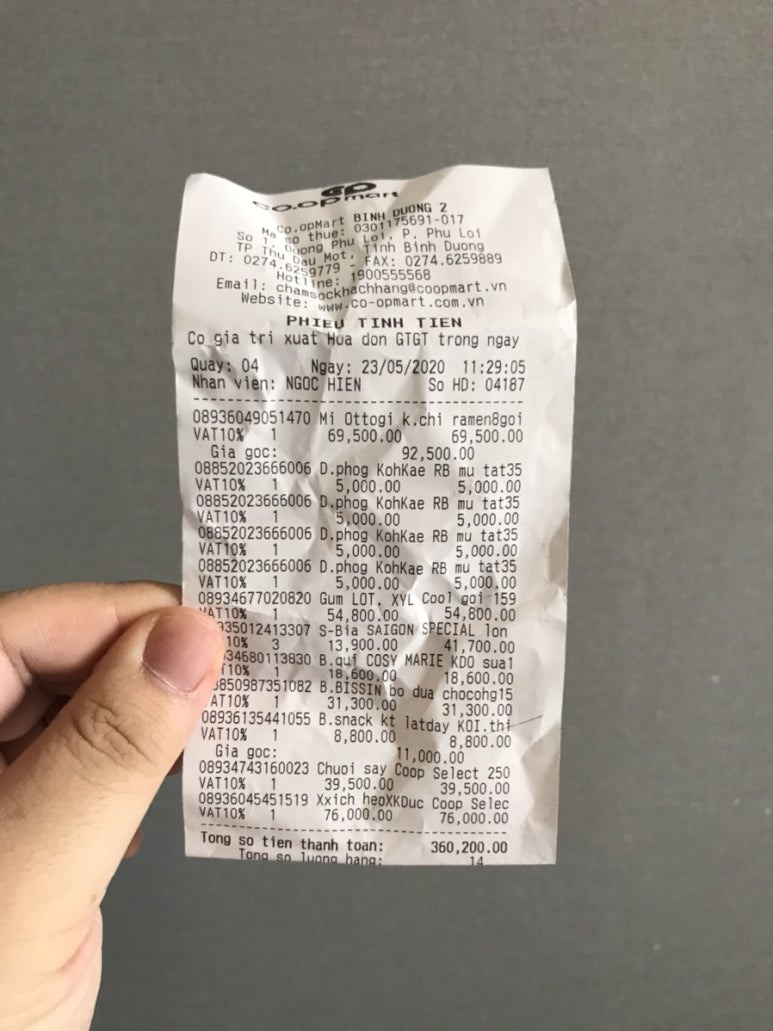 co.opmart
Co.opMart BINH DUONG 2
Ma so thue: 0301175691-017
So 1, Duong Phu Loi, P. Phu Loi
TP Thu Dau Mot, Tinh Binh Duong
DT: 0274.6259779 - FAX: 0274.6259889
Hotline: 1900555568
Email: chamsockhachhang@coopmart.vn
Website: www.co-opmart.com.vn
PHIEU TINH TIEN
Co gia tri xuat Hoa don GTGT trong ngay
Quay: 04 Ngay: 23/05/2020 11:29:05
Nhan vien: NGOC HIEN So HD: 04187
08936049051470 Mi Ottogi k.chi ramen8goi
VAT10% 1 69,500.00 69,500.00
Gia goc: 92,500.00
08852023666006 D.phog KohKae RB mu tat35
VAT10% 1 5,000.00 5,000.00
08852023666006 D.phog KohKae RB mu tat35
VAT10% 1 5,000.00 5,000.00
08852023666006 D.phog KohKae RB mu tat35
VAT10% 1 5,000.00 5,000.00
08852023666006 D.phog KohKae RB mu tat35
VAT10% 1 5,000.00 5,000.00
08934677020820 Gum LOT. XYL Cool goi 159
VAT10% 1 54,800.00 54,800.00
935012413307 S-Bia SAIGON SPECIAL lon
10% 3 13,900.00 41,700.00
34680113830 B.qui COSY MARIE KDO sua1
T10% 1 18,600.00 18,600.00
8850987351082 B.BISSIN bo dua chocohg15
AT10% 1 31,300.00 31,300.00
08936135441055 B.snack kt latday KOI.thi
VAT10% 1 8,800.00 8,800.00
Gia goc: 11,000.00
08934743160023 Chuoi say Coop Select 250
VAT10% 1 39,500.00 39,500.00
08936045451519 Xxich heoXKDuc Coop Selec
VAT10% 1 76,000.00 76,000.00
Tong so tien thanh toan: 360,200.00
Tong so luong hang: 14